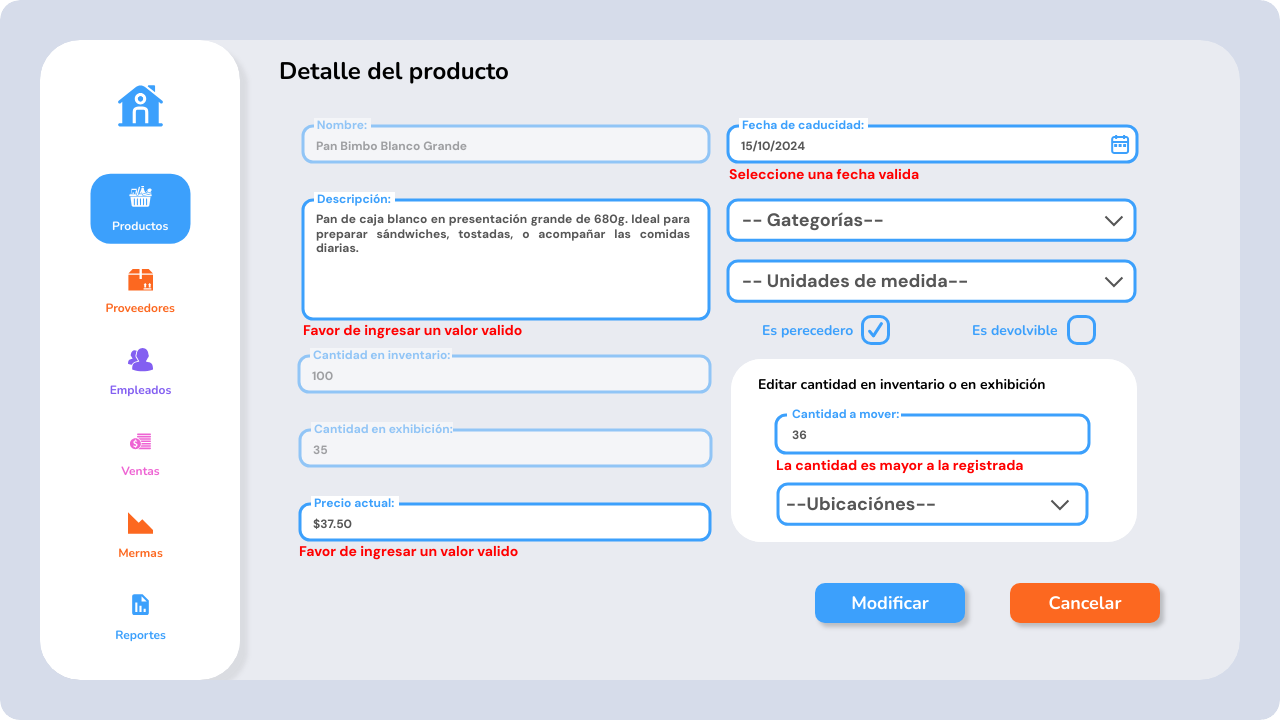 Detalle del producto
Productos
Proveedores
Empleados
Ventas
Mermas
Reportes
Nombre:
Pan Bimbo Blanco Grande
Descripción:
Pan de caja blanco en presentación grande de 680g. Ideal para
preparar sándwiches, tostadas, o acompañar las comidas
diarias.
Favor de ingresar un valor valido
Cantidad en inventario:
100
Cantidad en exhibición:
35
Precio actual:
$37.50
Favor de ingresar un valor valido
Fecha de caducidad:
15/10/2024
Seleccione una fecha valida
-- Gategorías--
-- Unidades de medida--
Es perecedero
Es devolvible
Editar cantidad en inventario o en exhibición
Cantidad a mover:
36
La cantidad es mayor a la registrada
--Ubicaciónes--
Modificar
Cancelar